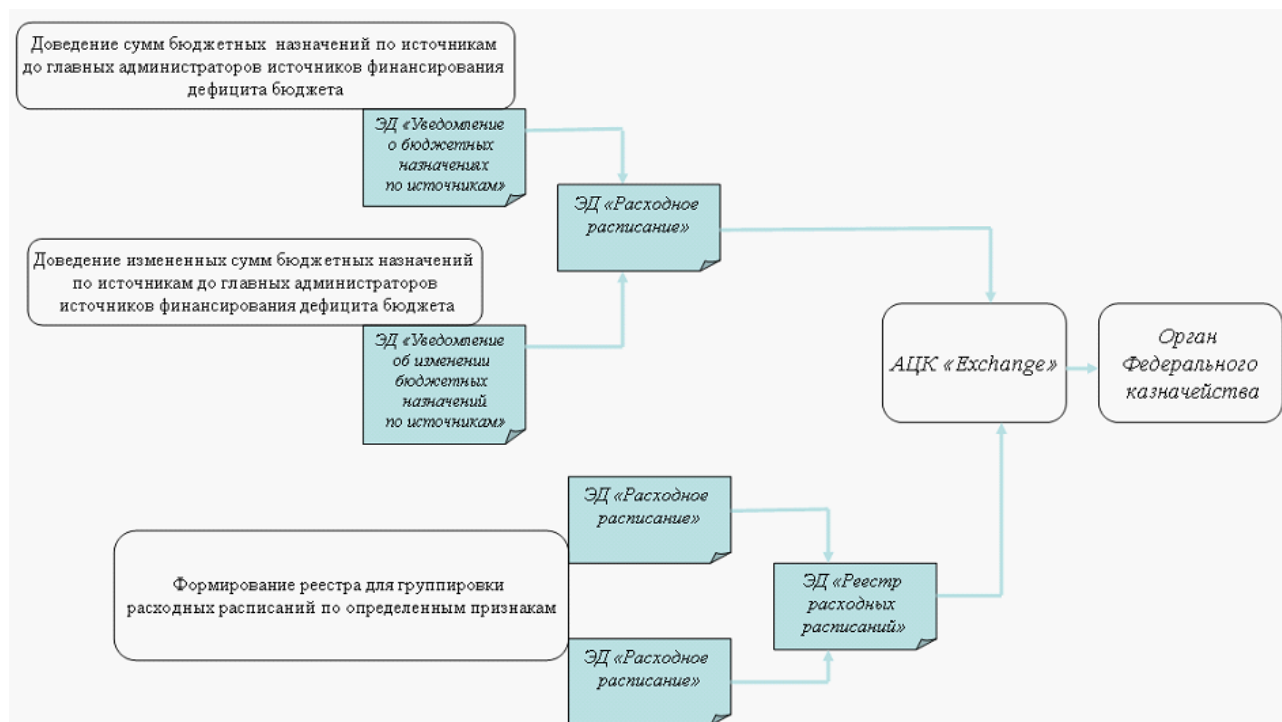 Доведение сумм бюджетных назначений по источникам
до главных администраторов источников финансирования
дефицита бюджета
ЭД «Уведомление
о бюджетных
назначениях
по источникам»
ЭД «Расходное
расписание»
Доведение измененных сумм бюджетных назначений
по источникам до главных администраторов
источников финансирования дефицита бюджета
ЭД «Уведомление
об изменении
бюджетных
назначений
по источникам»
АЦК «Exchange»
Орган
Федерального
казначейства
ЭД «Расходное
расписание»
Формирование реестра для группировки
расходных расписаний по определенным признакам
ЭД «Реестр
расходных
расписаний»
ЭД «Расходное
расписание»